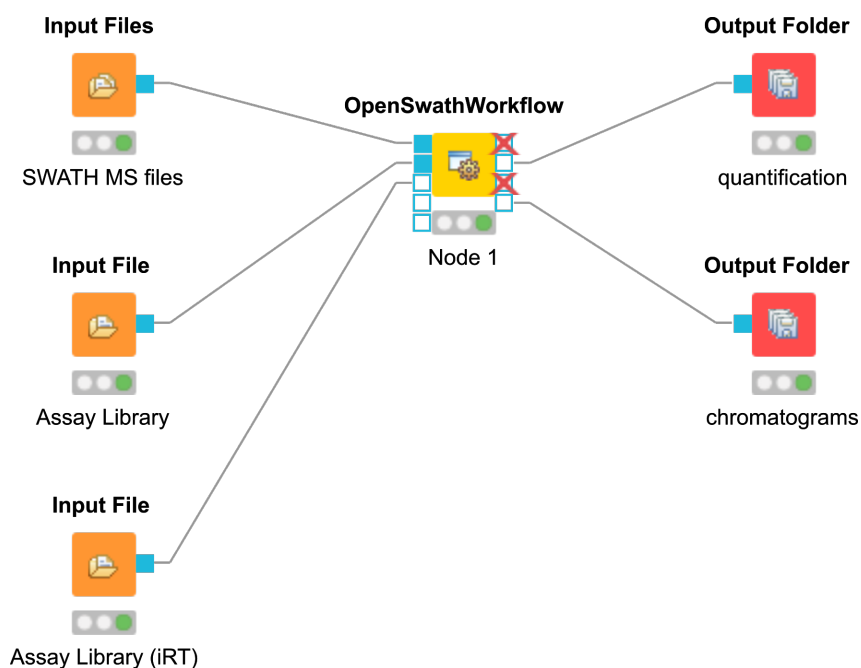 Input Files
SWATH MS files
Input File
Assay Library
Input File
Assay Library (iRT)
OpenSwathWorkflow
Node 1
Output Folder
quantification
Output Folder
chromatograms